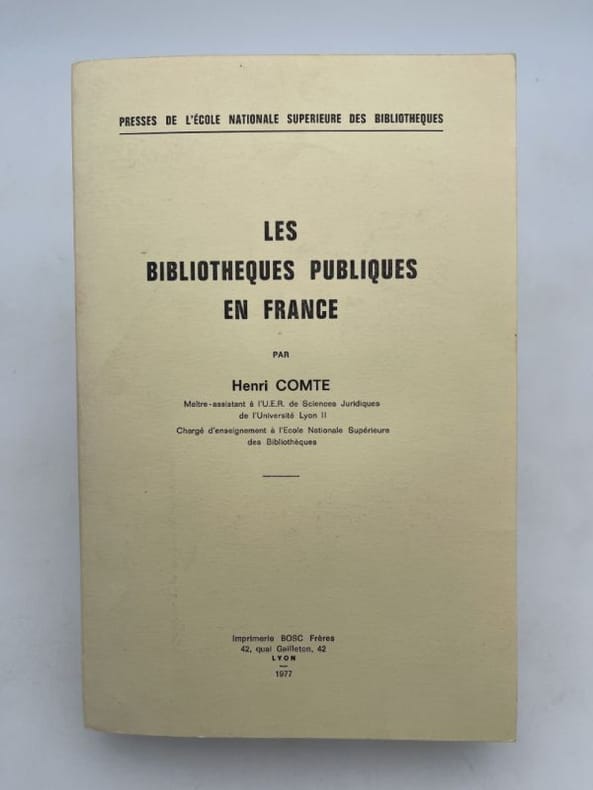 PRESSES DE L'ÉCOLE NATIONALE SUPERIEURE DES BIBLIOTHEQUES
LES
BIBLIOTHEQUES PUBLIQUES
EN FRANCE
PAR
Henri COMTE
Maître-assistant à l'U.E.R. de Sciences Juridiques
de l'Université Lyon II
Chargé d'enseignement à l'Ecole Nationale Supérieure
des Bibliothèques
Imprimerie BOSC Frères
42, quai Gailleton, 42
LYON
1977